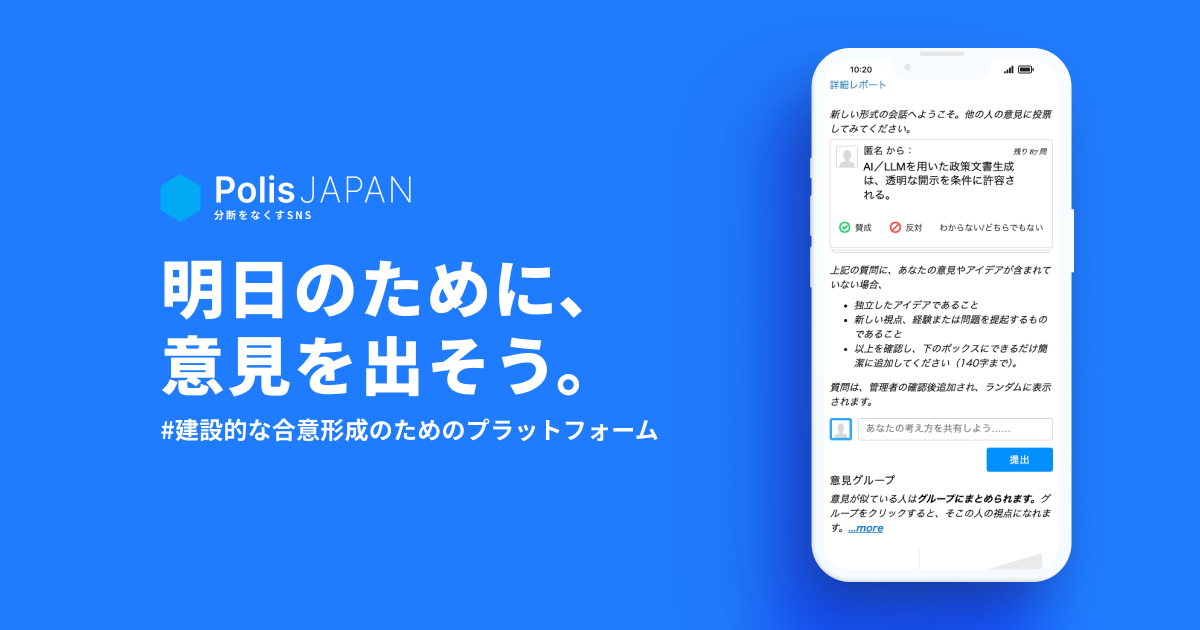 Polis JAPAN
分断をなくすSNS
明日のために、
意見を出そう。
#建設的な合意形成のためのプラットフォーム
10:20
詳細レポート
新しい形式の会話へようこそ。他の人の意見に投票
してみてください。
匿名 から：
残り 87 問
AI／LLMを用いた政策文書生成
は、透明な開示を条件に許容さ
れる。
賛成 反対 わからない/どちらでもない
上記の質問に、あなたの意見やアイデアが含まれて
いない場合、
• 独立したアイデアであること
• 新しい視点、経験または問題を提起するもの
であること
• 以上を確認し、下のボックスにできるだけ簡
潔に追加してください（140字まで）。
質問は、管理者の確認後追加され、ランダムに表示
されます。
あなたの考え方を共有しよう......
提出
意見グループ
意見が似ている人はグループにまとめられます。グ
ループをクリックすると、そこの人の視点になれま
す。...more